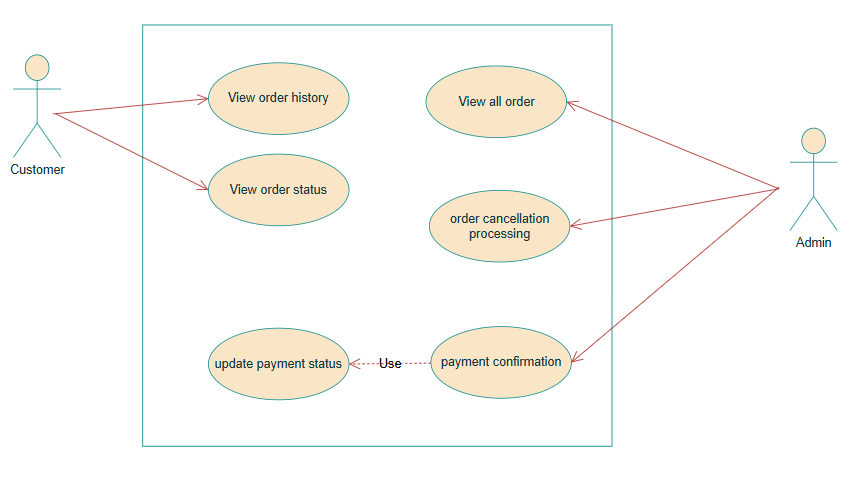 View order history
View all order
Customer
View order status
order cancellation
processing
Admin
update payment status
Use
payment confirmation